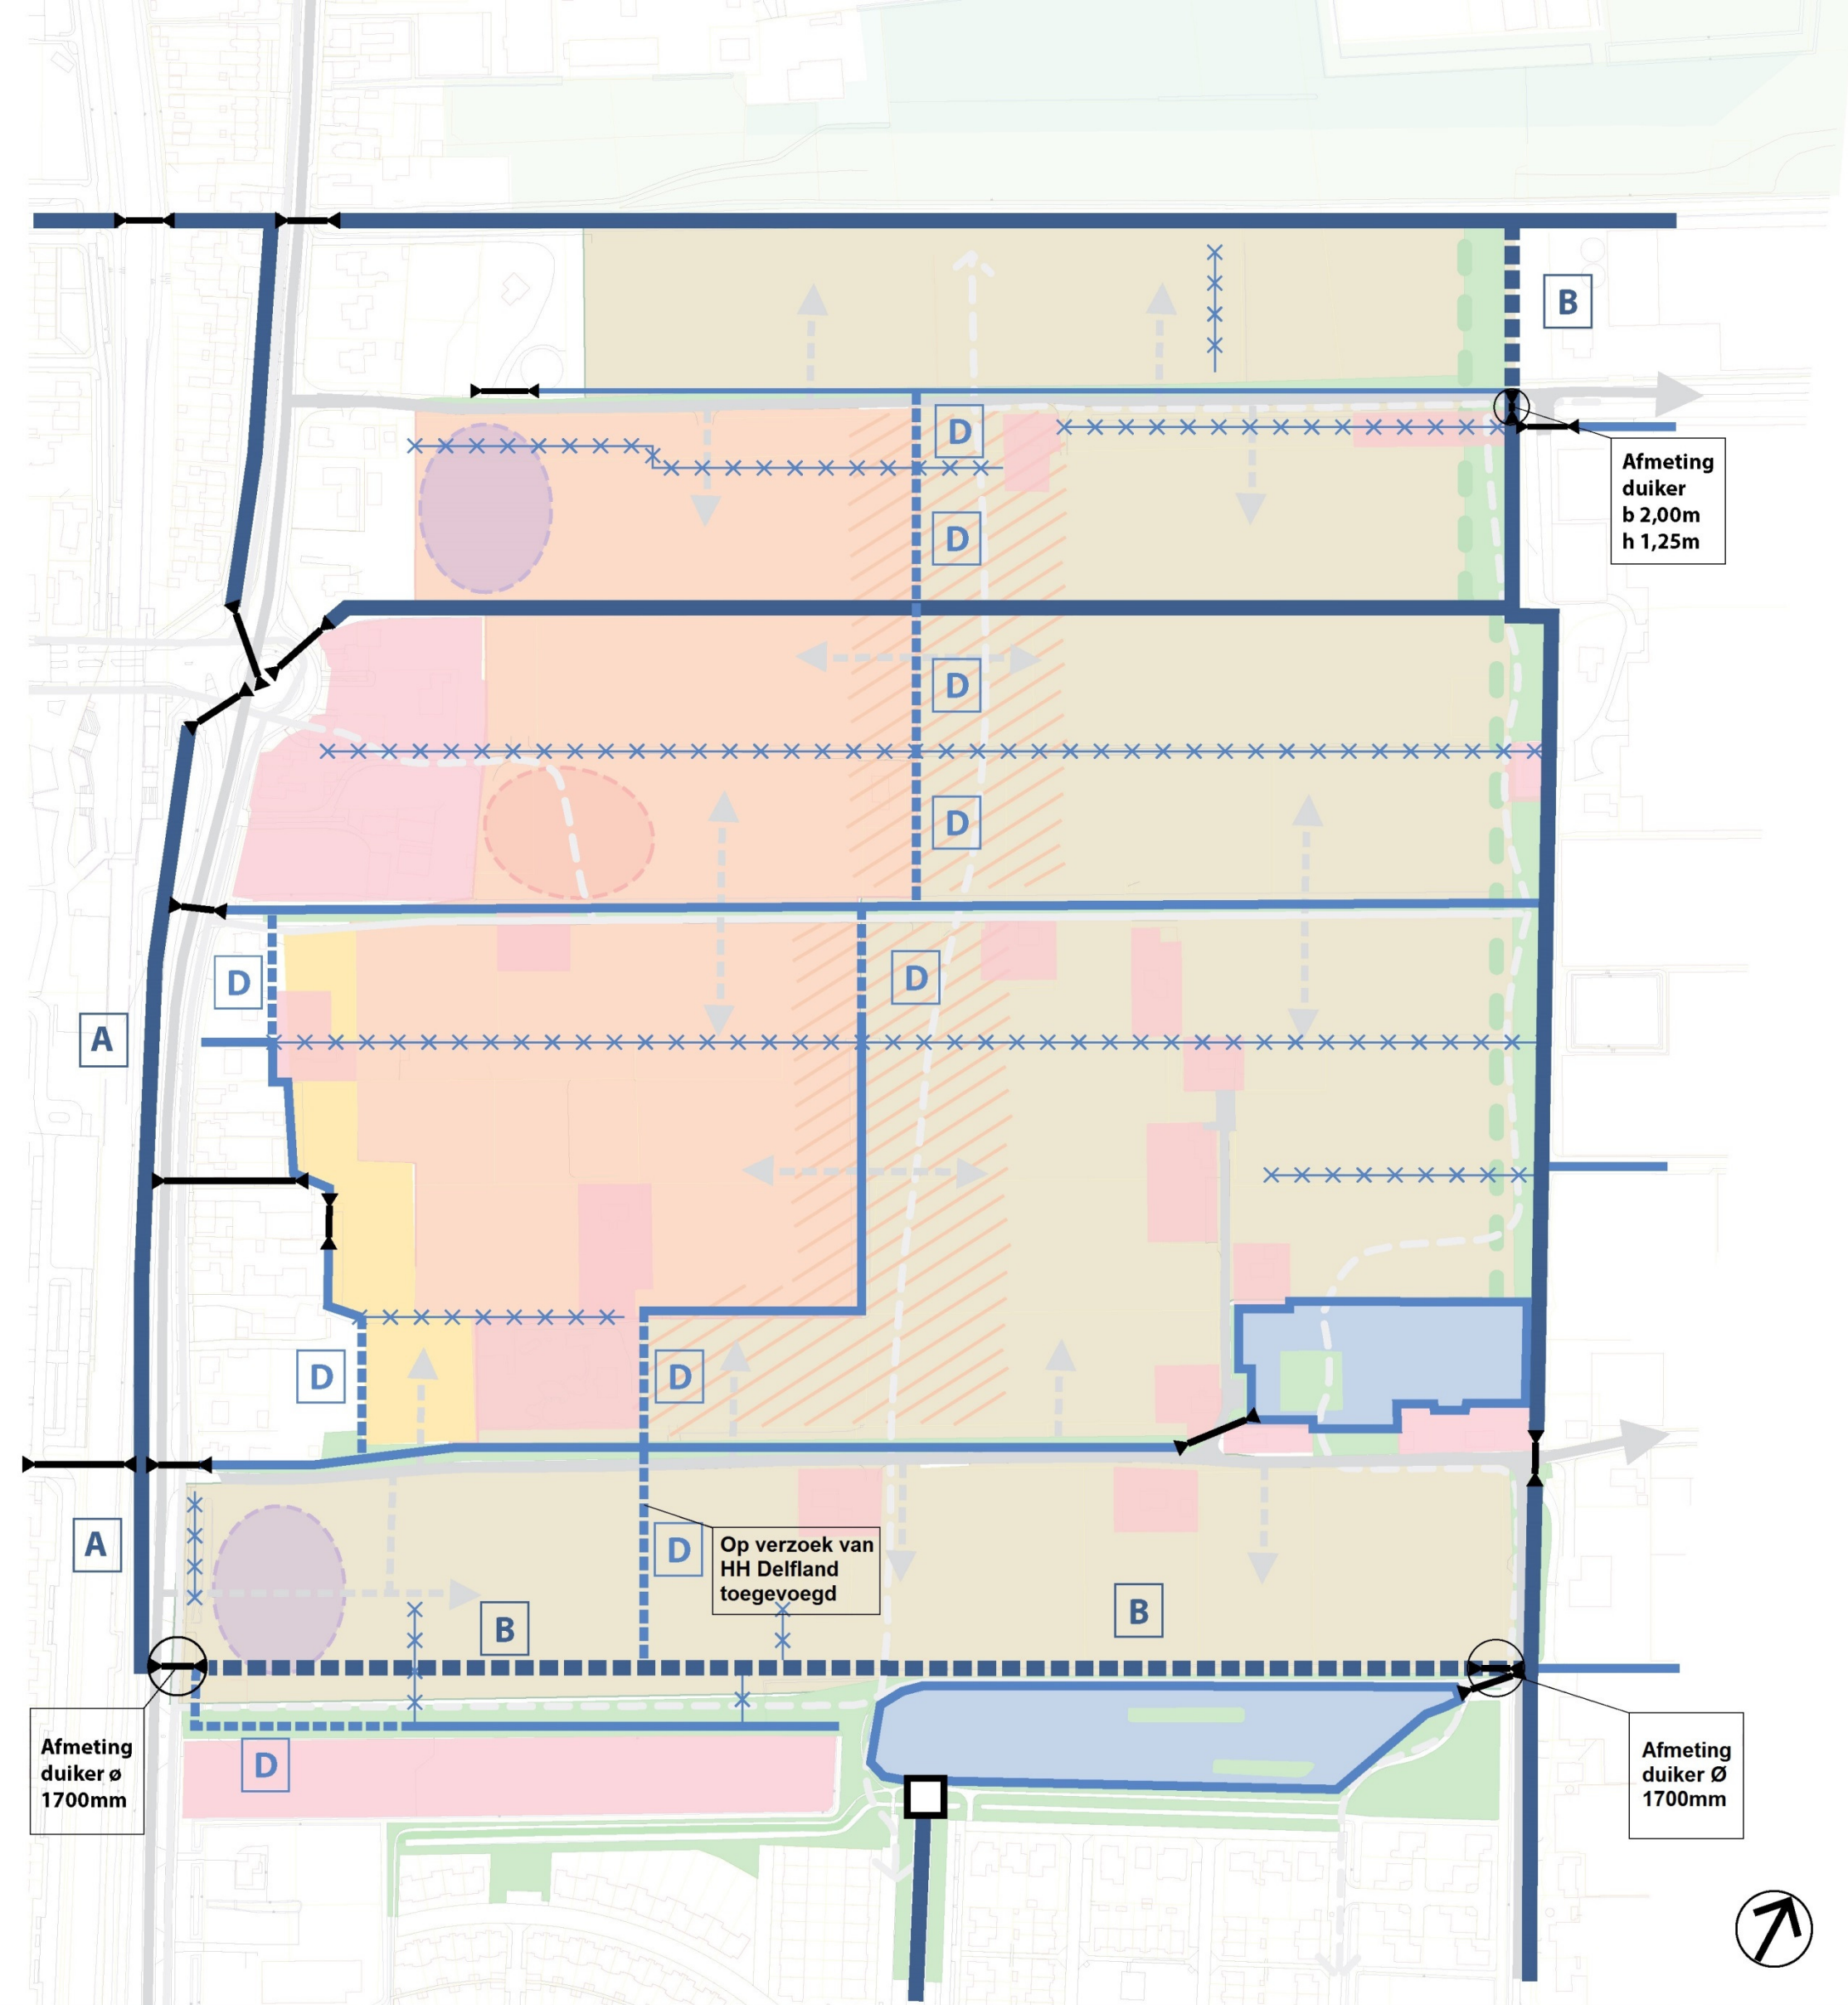 B
D
Afmeting
duiker
b 2,00m
h 1,25m
D
D
D
D
D
A
D
D
A
D
Op verzoek van
HH Delfland
toegevoegd
B
B
Afmeting
duiker ø
1700mm
D
Afmeting
duiker Ø
1700mm